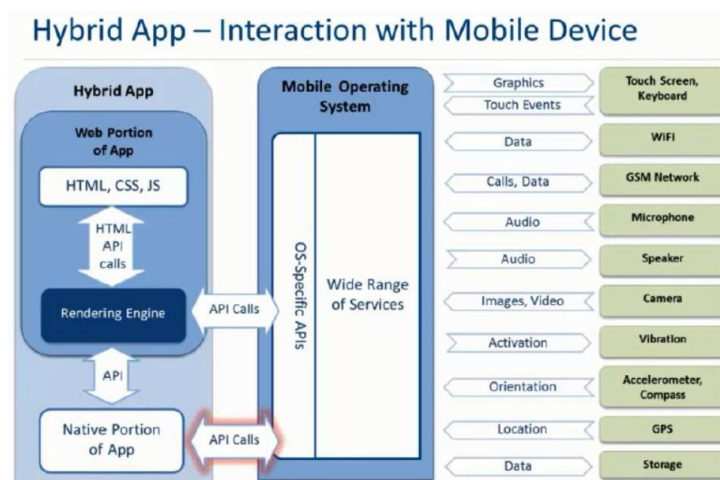 Hybrid App – Interaction with Mobile Device
Hybrid App
Web Portion
of App
HTML, CSS, JS
HTML
API
calls
Rendering Engine
API
Native Portion
of App
API Calls
API Calls
Mobile Operating
System
OS-Specific APIs
Wide Range
of Services
Graphics
Touch Events
Touch Screen,
Keyboard
Data
WiFi
Calls, Data
GSM Network
Audio
Microphone
Audio
Speaker
Images, Video
Camera
Activation
Vibration
Orientation
Accelerometer,
Compass
Location
GPS
Data
Storage